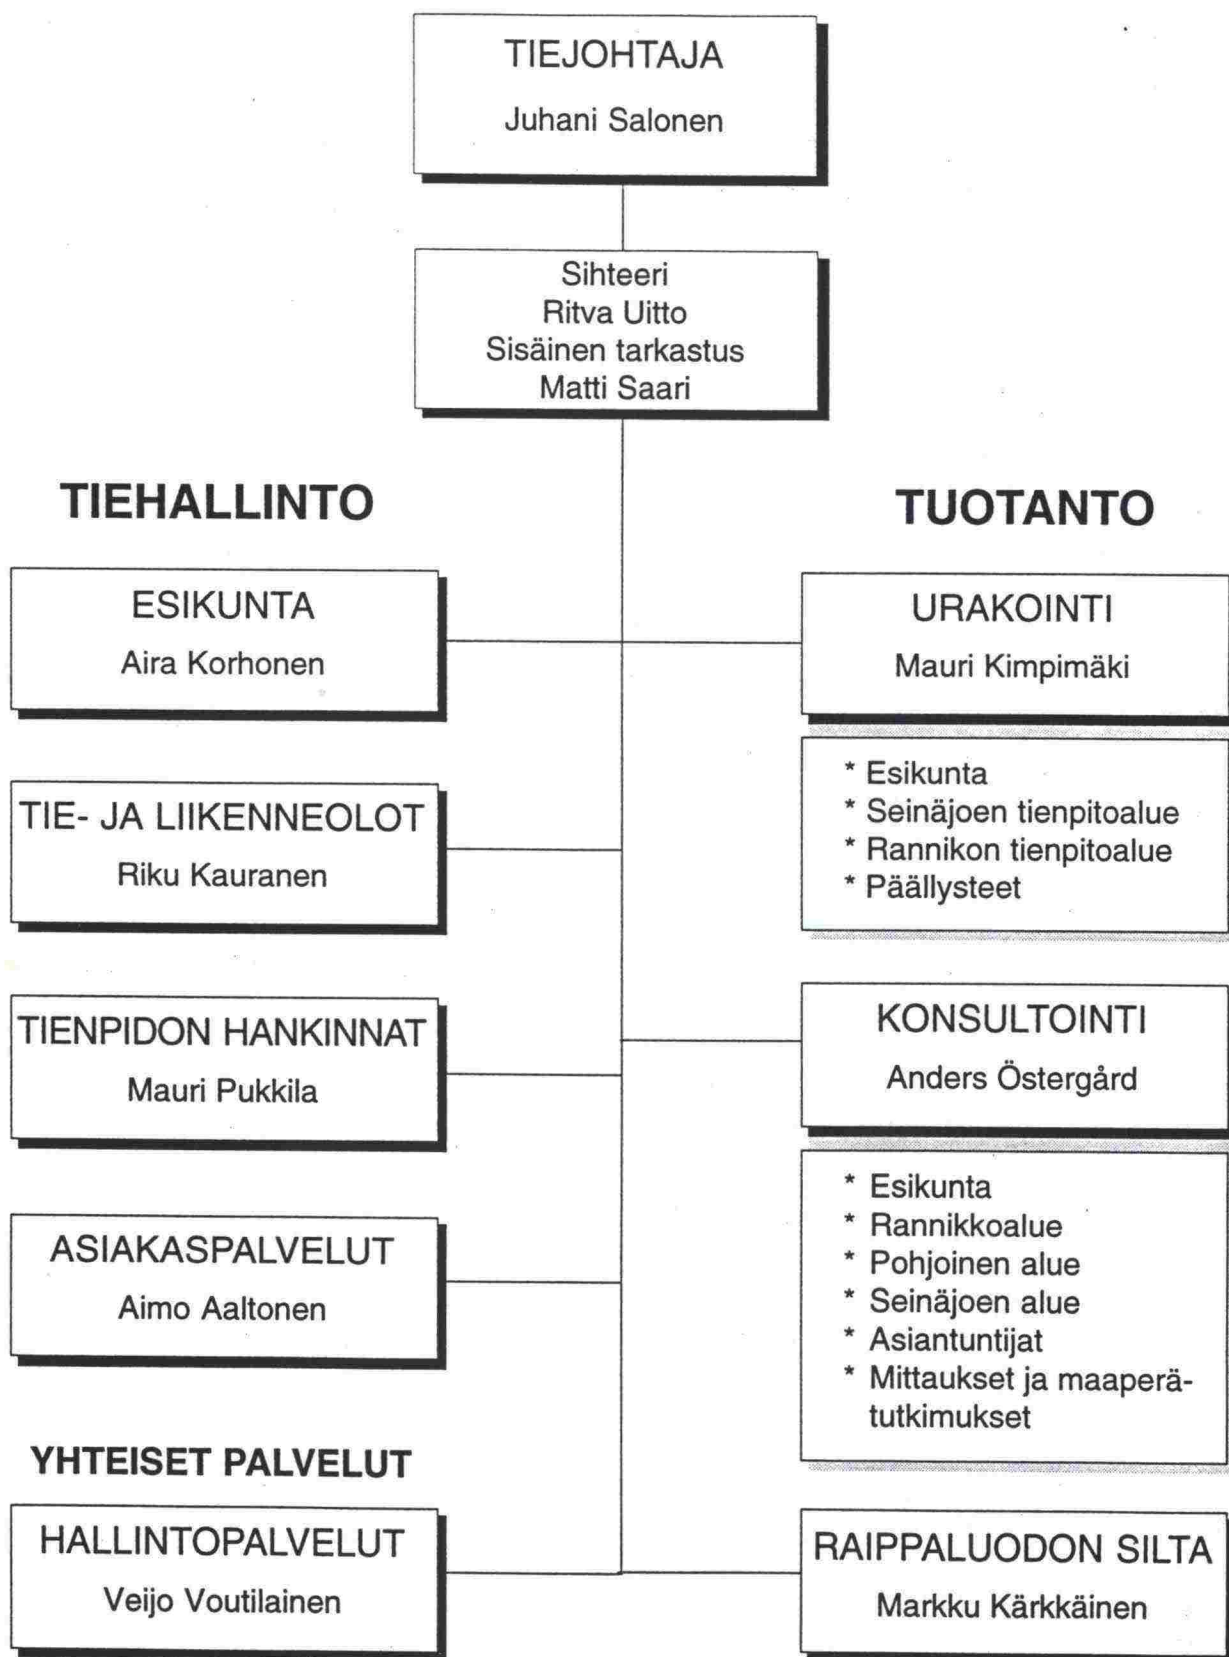 TIEJOHTAJA
Juhani Salonen
Sihteeri
Ritva Uitto
Sisäinen tarkastus
Matti Saari
TIEHALLINTO
ESIKUNTA
Aira Korhonen
TIE- JA LIIKENNEOLOT
Riku Kauranen
TIENPIDON HANKINNAT
Mauri Pukkila
ASIAKASPALVELUT
Aimo Aaltonen
YHTEISET PALVELUT
HALLINTOPALVELUT
Veijo Voutilainen
TUOTANTO
URAKOINTI
Mauri Kimpimäki
* Esikunta
* Seinäjoen tienpitoalue
* Rannikon tienpitoalue
* Päällysteet
KONSULTOINTI
Anders Östergård
* Esikunta
* Rannikkoalue
* Pohjoinen alue
* Seinäjoen alue
* Asiantuntijat
* Mittaukset ja maaperä-
tutkimukset
RAIPPALUODON SILTA
Markku Kärkkäinen